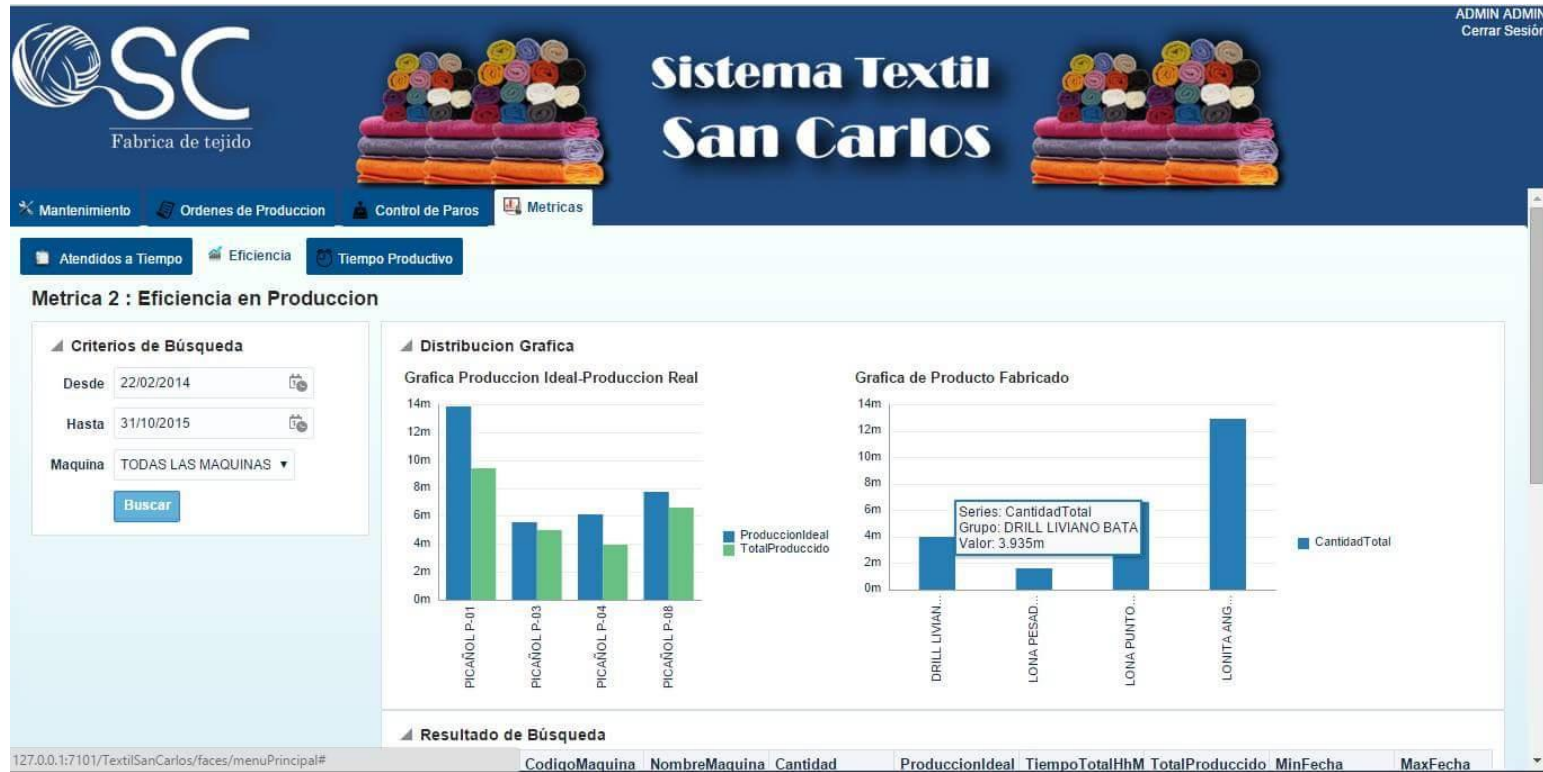 ADMIN ADMIN
Cerrar Sesión
SC
Fabrica de tejido
Sistema Textil
San Carlos
Mantenimiento
Ordenes de Produccion
Control de Paros
Metricas
Atendidos a Tiempo
Eficiencia
Tiempo Productivo
Metrica 2 : Eficiencia en Produccion
Criterios de Búsqueda
Desde 22/02/2014
Hasta 31/10/2015
Maquina TODAS LAS MAQUINAS
Buscar
Distribucion Grafica
Grafica Produccion Ideal-Produccion Real
14m
12m
10m
8m
6m
4m
2m
0m
PICAÑOL P-01
PICAÑOL P-03
PICAÑOL P-04
PICAÑOL P-08
ProduccionIdeal
TotalProduccido
Grafica de Producto Fabricado
14m
12m
10m
8m
6m
4m
2m
0m
Series: CantidadTotal
Grupo: DRILL LIVIANO BATA
Valor: 3.935m
DRILL LIVIAN...
LONA PESAD...
LONA PUNTO...
LONITA ANG...
CantidadTotal
Resultado de Búsqueda
CodigoMaquina NombreMaquina Cantidad ProduccionIdeal TiempoTotalHhM TotalProduccido MinFecha MaxFecha
127.0.0.1:7101/TextilSanCarlos/faces/menuPrincipal#